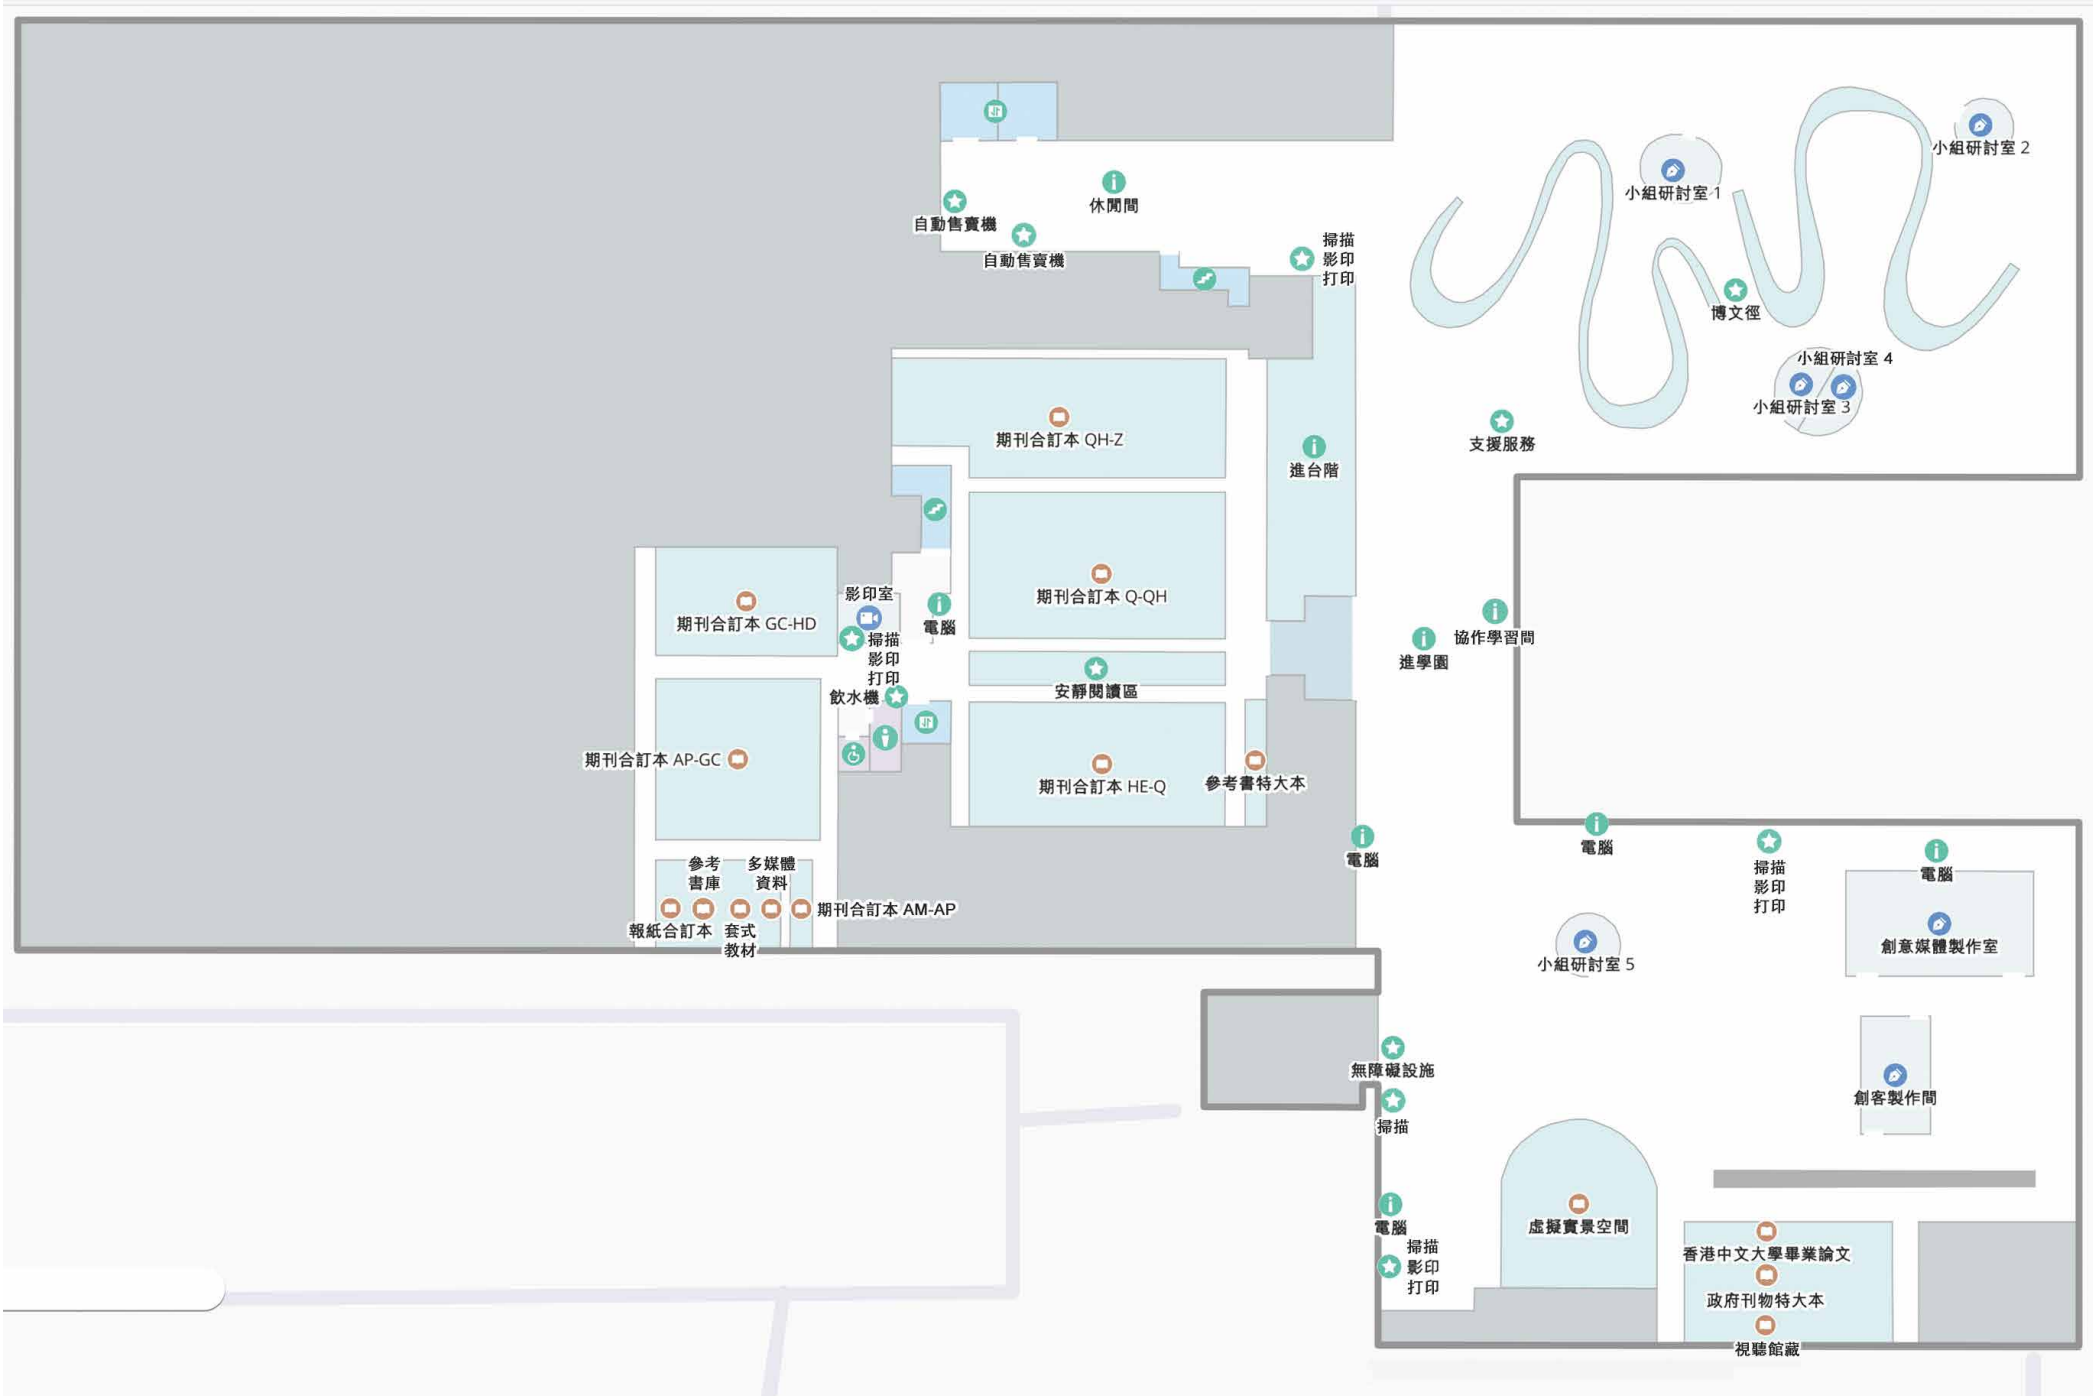 小組研討室 2
小組研討室 1
休閒間
自動售賣機
自動售賣機
掃描
影印
打印
博文徑
小組研討室 4
小組研討室 3
支援服務
期刊合訂本 QH-Z
進台階
期刊合訂本 Q-QH
影印室
期刊合訂本 GC-HD
電腦
掃描
影印
打印
協作學習間
進學園
安靜閱讀區
飲水機
期刊合訂本 AP-GC
期刊合訂本 HE-Q
參考書特大本
電腦
電腦
掃描
影印
打印
電腦
參考
書庫
多媒體
資料
期刊合訂本 AM-AP
報紙合訂本
套式
教材
小組研討室 5
創意媒體製作室
無障礙設施
創客製作間
掃描
電腦
掃描
影印
打印
虛擬實景空間
香港中文大學畢業論文
政府刊物特大本
視聽館藏